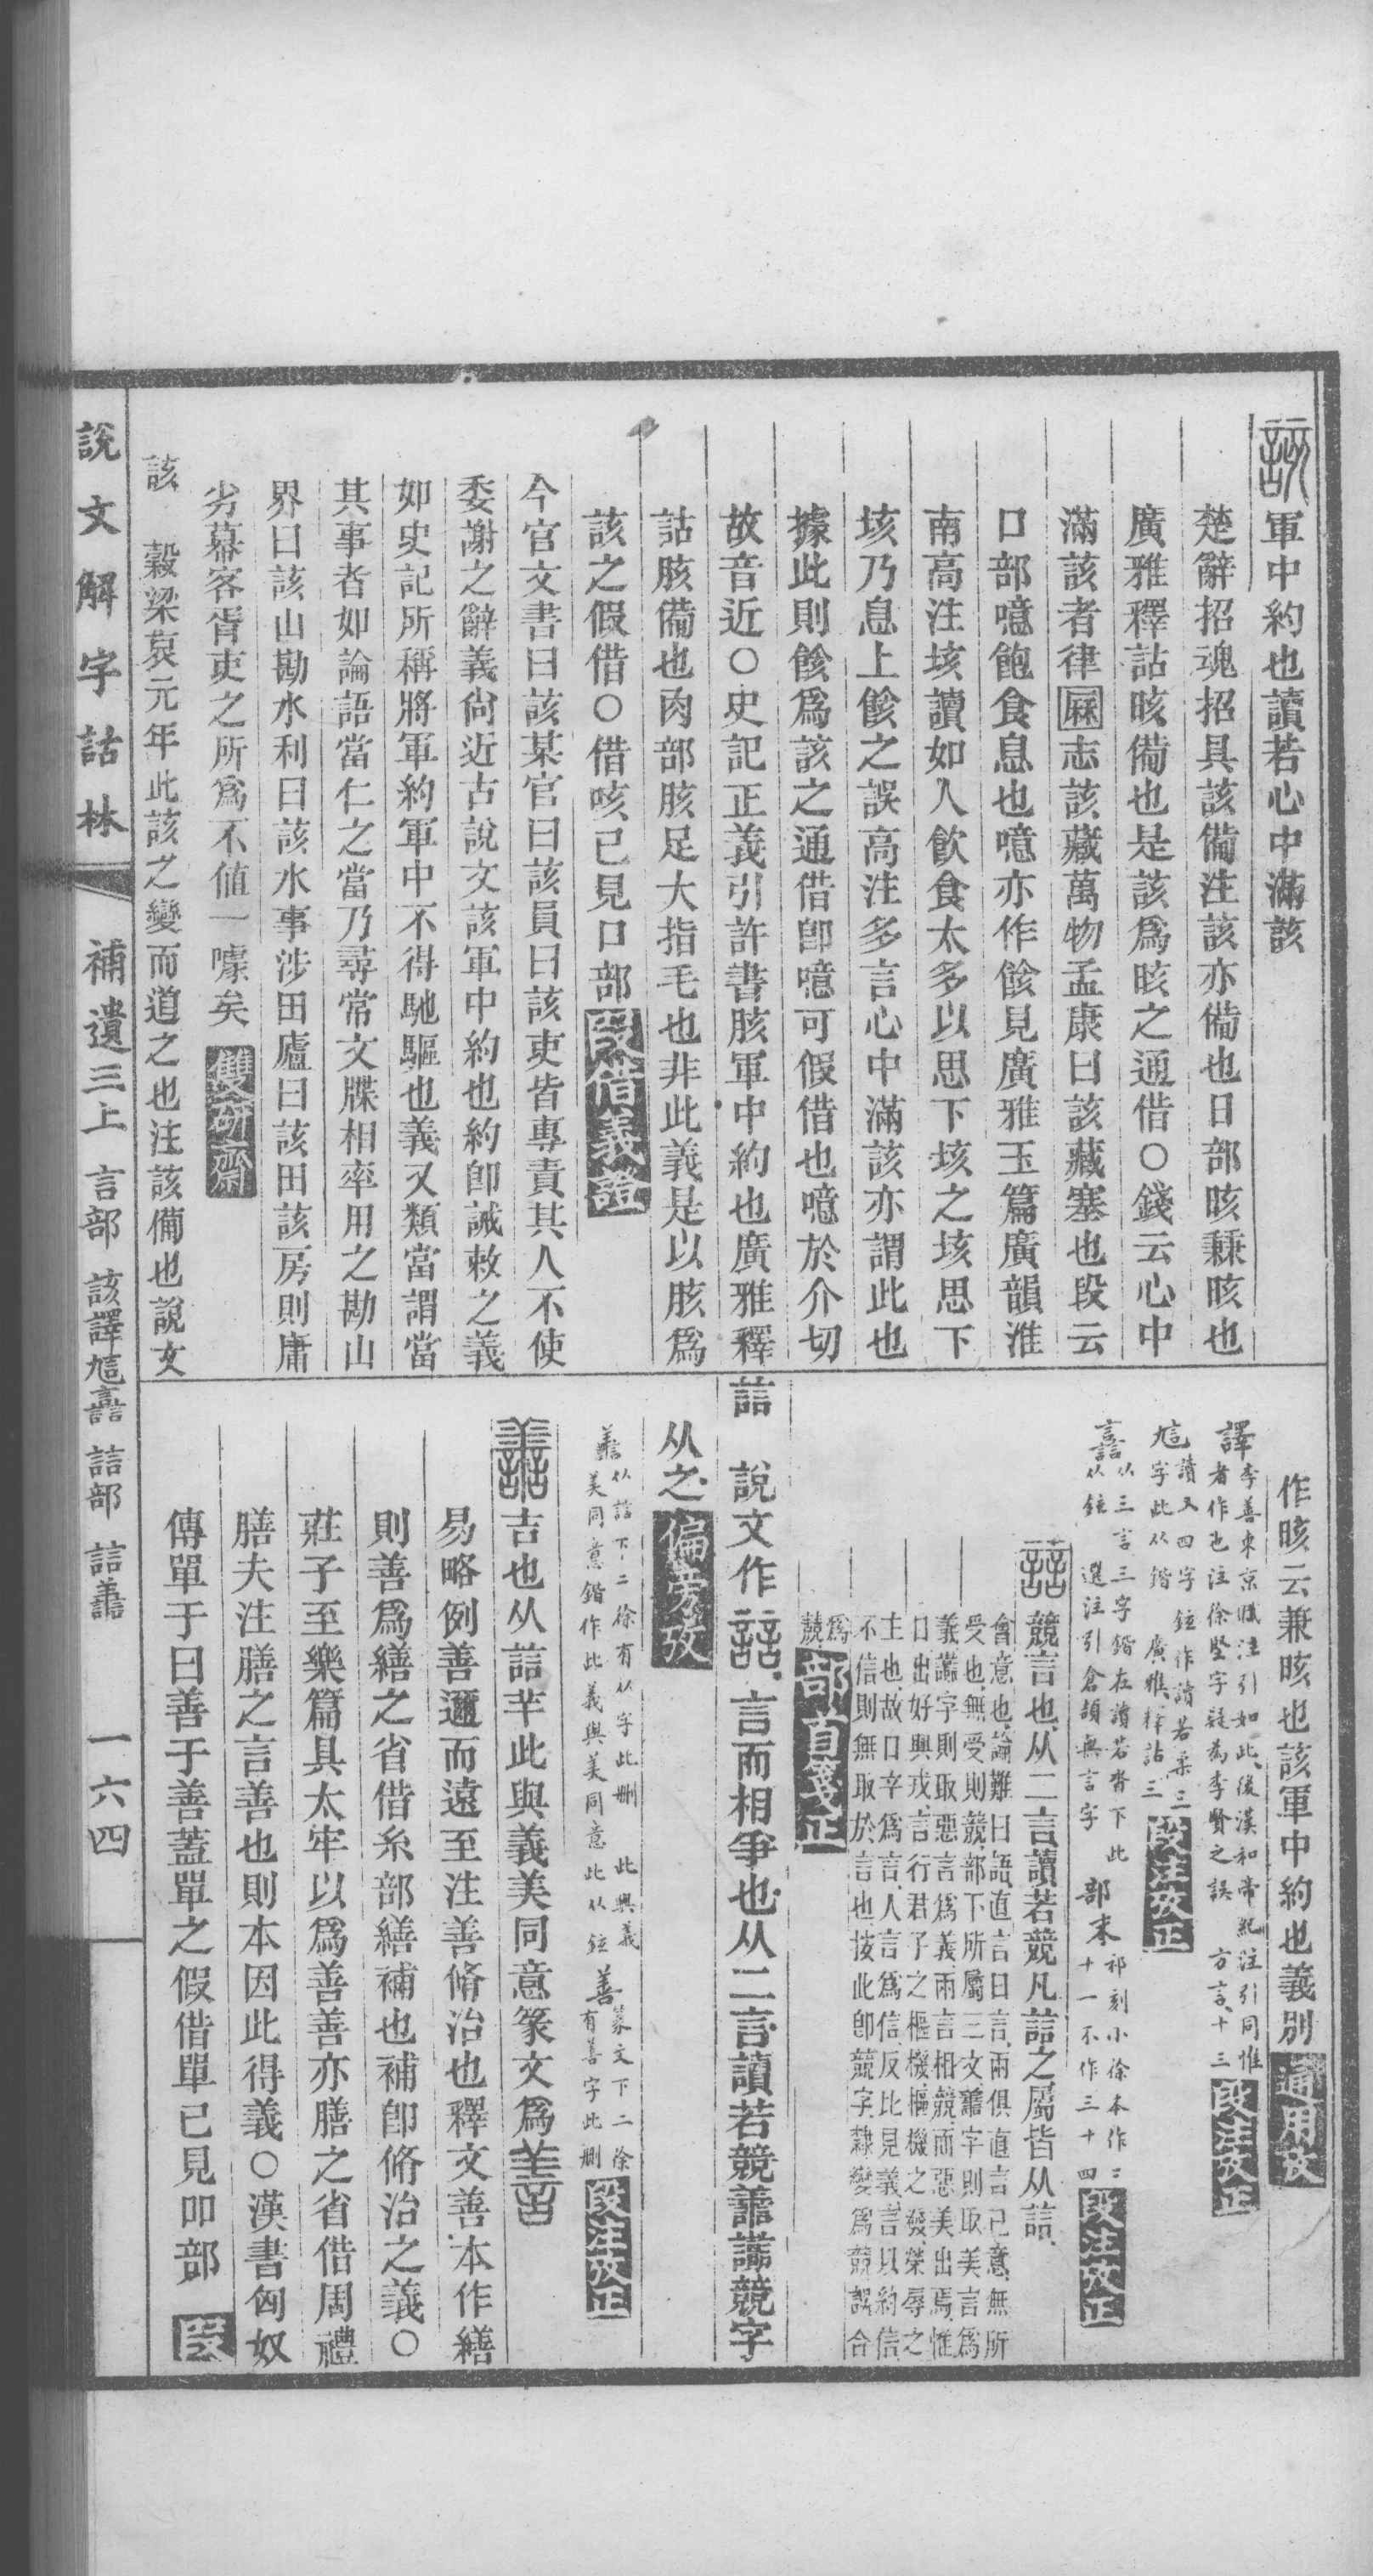 該軍中約也讀若心中滿該
楚辭招魂招具該備注該亦備也日部晐兼晐也
廣雅釋詁晐備也是該爲晐之通借○錢云心中
滿該者律厤志該藏萬物孟康曰該藏塞也段云
口部噫飽食息也噫亦作餩見廣雅玉篇廣韻淮
南高注垓讀如人飮食太多以思下垓之垓思下
垓乃息上餩之誤高注多言心中滿該亦謂此也
據此則餩爲該之通借卽噫可假借也噫於介切
故音近○史記正義引許書胲軍中約也廣雅釋
詁胲備也肉部胲足大指毛也非此義是以胲爲
該之假借○借咳已見口部段借義證
今官文書曰該某官曰該員曰該吏皆專責其人不使
委謝之辭義尙近古說文該軍中約也約卽誡敕之義
如史記所稱將軍約軍中不得馳驅也義又類當謂當
其事者如論語當仁之當乃尋常文牒相率用之勘山
界曰該山勘水利曰該水事涉田廬曰該田該房則庸
劣幕客胥吏之所爲不値一噱矣雙硏齋
該 穀梁哀元年此該之變而道之也注該備也說文
作晐云兼晐也該軍中約也義別通用攷
譯李善東京賦注引如此後漢和帝紀注引同惟
者作也注徐堅字疑爲李賢之誤 方言十三段注攷正
訄讀又四字鉉作讀若求三
字此从鍇 廣雅釋詁三段注攷正
讟从三言三字鍇在讀若沓下此
从鉉 選注引倉頡無言字 部末祁刻小徐本作二
十一不作三十四段注攷正
誩競言也从二言讀若競凡誩之屬皆从誩
會意也論難曰語直言曰言兩俱直言己意無所
受也無受則競部下所屬三文譱字則取美言爲
義讟字則取惡言爲義兩言相競而惡美出焉惟
口出好興戎言行君子之樞機樞機之發榮辱之
主也故口辛爲言人言爲信反比見義言以約信
不信則無取於言也按此卽競字隸變爲競誤合
爲
競部首箋正
誩 說文作誩言而相爭也从二言讀若競譱讟競字
从之偏旁攷
譱从誩下二徐有从字此刪 此與義
美同意鍇作此義與美同意此从鉉 善篆文下二徐
有善字此刪段注攷正
譱吉也从誩羊此與義美同意篆文爲善
易略例善邇而遠至注善脩治也釋文善本作繕
則善爲繕之省借糸部繕補也補卽脩治之義○
莊子至樂篇具太牢以爲善善亦膳之省借周禮
膳夫注膳之言善也則本因此得義○漢書匈奴
傳單于曰善于善蓋單之假借單已見吅部段
說文解字詁林 補遺三上 言部 該譯訄讟 誩部 誩譱 一六四